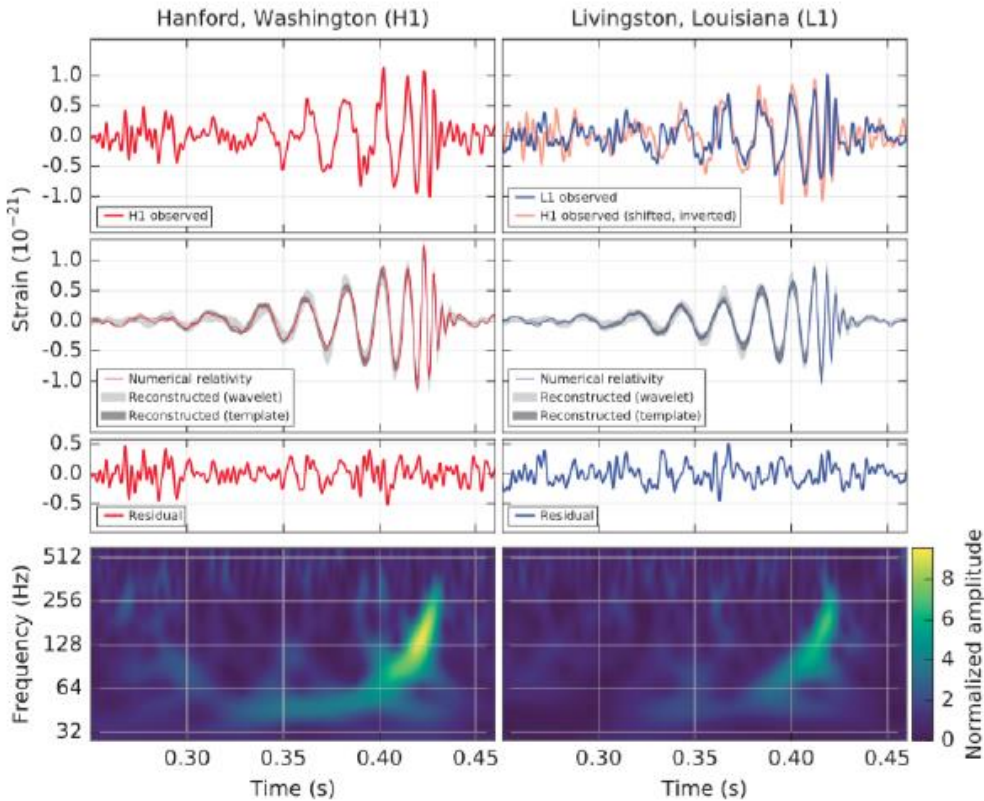 Hanford, Washington (H1)
Livingston, Louisiana (L1)
Strain (10⁻²¹)
1.0
0.5
0.0
-0.5
-1.0
H1 observed
L1 observed
H1 observed (shifted, inverted)
1.0
0.5
0.0
-0.5
-1.0
Numerical relativity
Reconstructed (wavelet)
Reconstructed (template)
Numerical relativity
Reconstructed (wavelet)
Reconstructed (template)
0.5
0.0
-0.5
Residual
Residual
Frequency (Hz)
512
256
128
64
32
Normalized amplitude
8
6
4
2
0
0.30
0.35
0.40
0.45
0.30
0.35
0.40
0.45
Time (s)
Time (s)